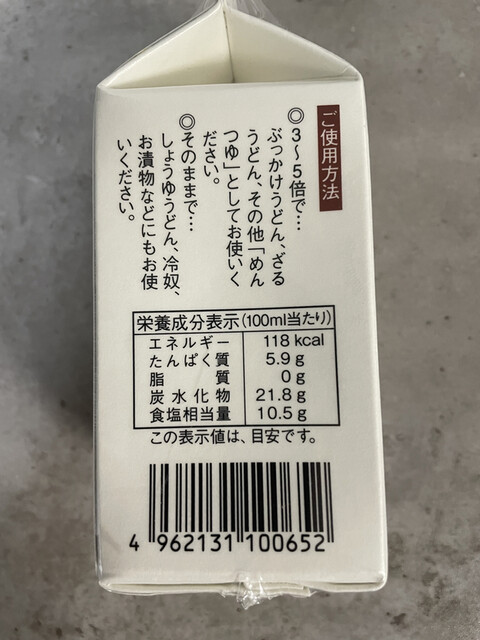 ご使用方法
◎3〜5倍で…
ぶっかけうどん、ざる
うどん、その他「めん
つゆ」としてお使いく
ださい。
◎そのままで…
しょうゆうどん、冷奴、
お漬物などにもお使
いください。
栄養成分表示(100ml当たり)
エネルギー 118 kcal
たんぱく質 5.9 g
脂質 0 g
炭水化物 21.8 g
食塩相当量 10.5 g
この表示値は、目安です。
4 962131 100652